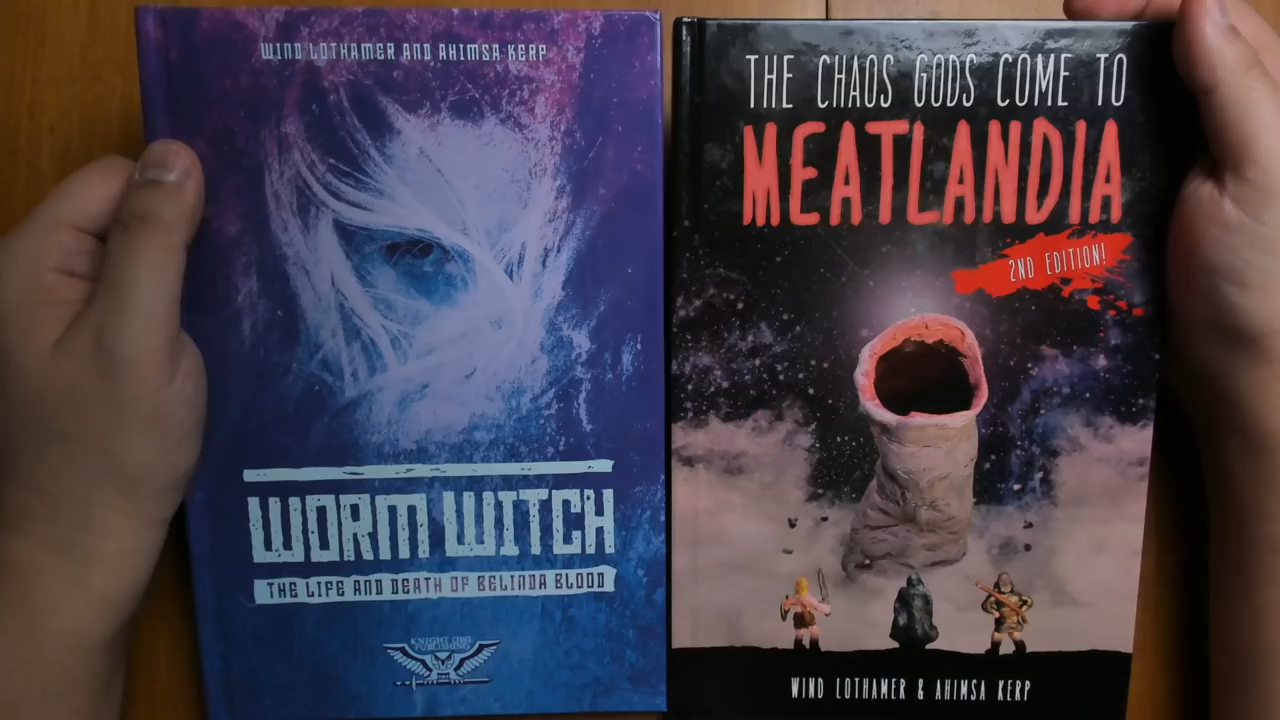 WIND LOTHAMER AND AHIMSA KERP
WORM WITCH
THE LIFE AND DEATH OF BELINDA BLOOD
KNIGHT OWL
PUBLISHING
THE CHAOS GODS COME TO
MEATLANDIA
2ND EDITION!
WIND LOTHAMER & AHIMSA KERP